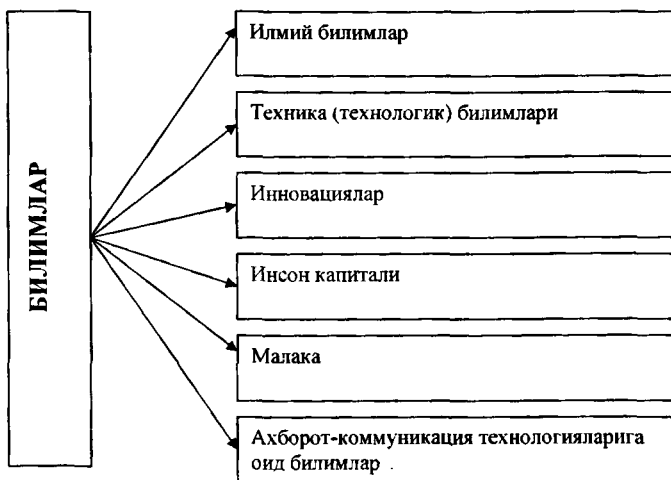 БИЛИМЛАР
Илмий билимлар
Техника (технологик) билимлари
Инновациялар
Инсон капитали
Малака
Ахборот-коммуникация технологияларига
оид билимлар .